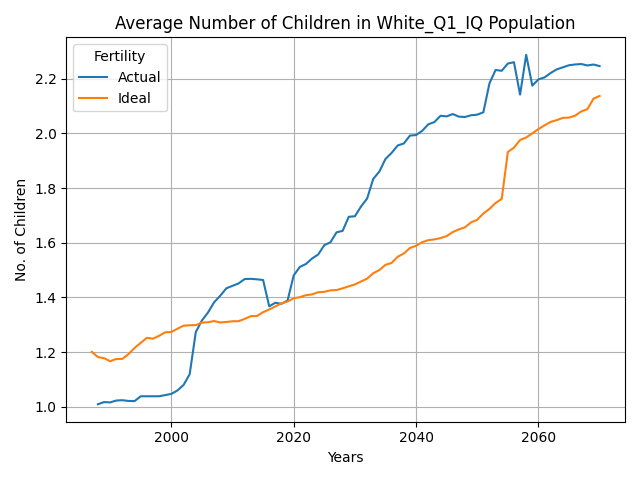 Average Number of Children in White_Q1_IQ Population
Fertility
Actual
Ideal
No. of Children
2.2
2.0
1.8
1.6
1.4
1.2
1.0
2000 2020 2040 2060
Years